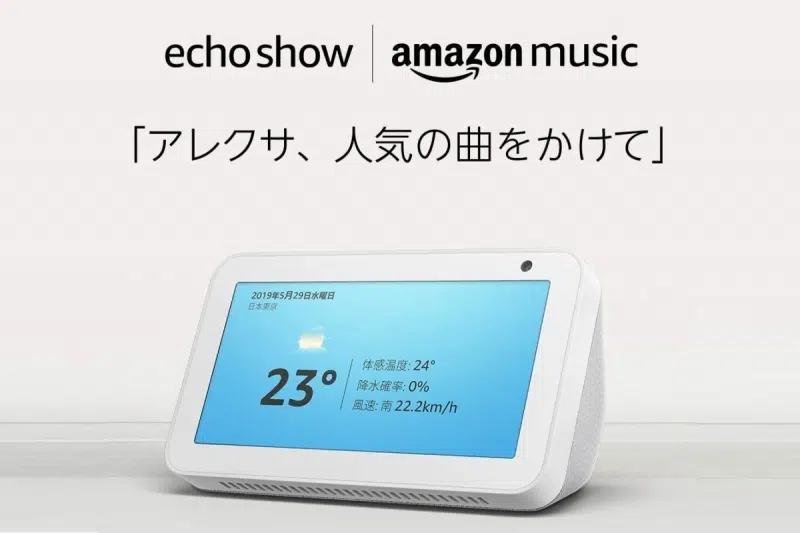 echo show | amazon music
「アレクサ、人気の曲をかけて」
2019年5月29日水曜日
日本東京
23°
体感温度: 24°
降水確率: 0%
風速: 南 22.2km/h